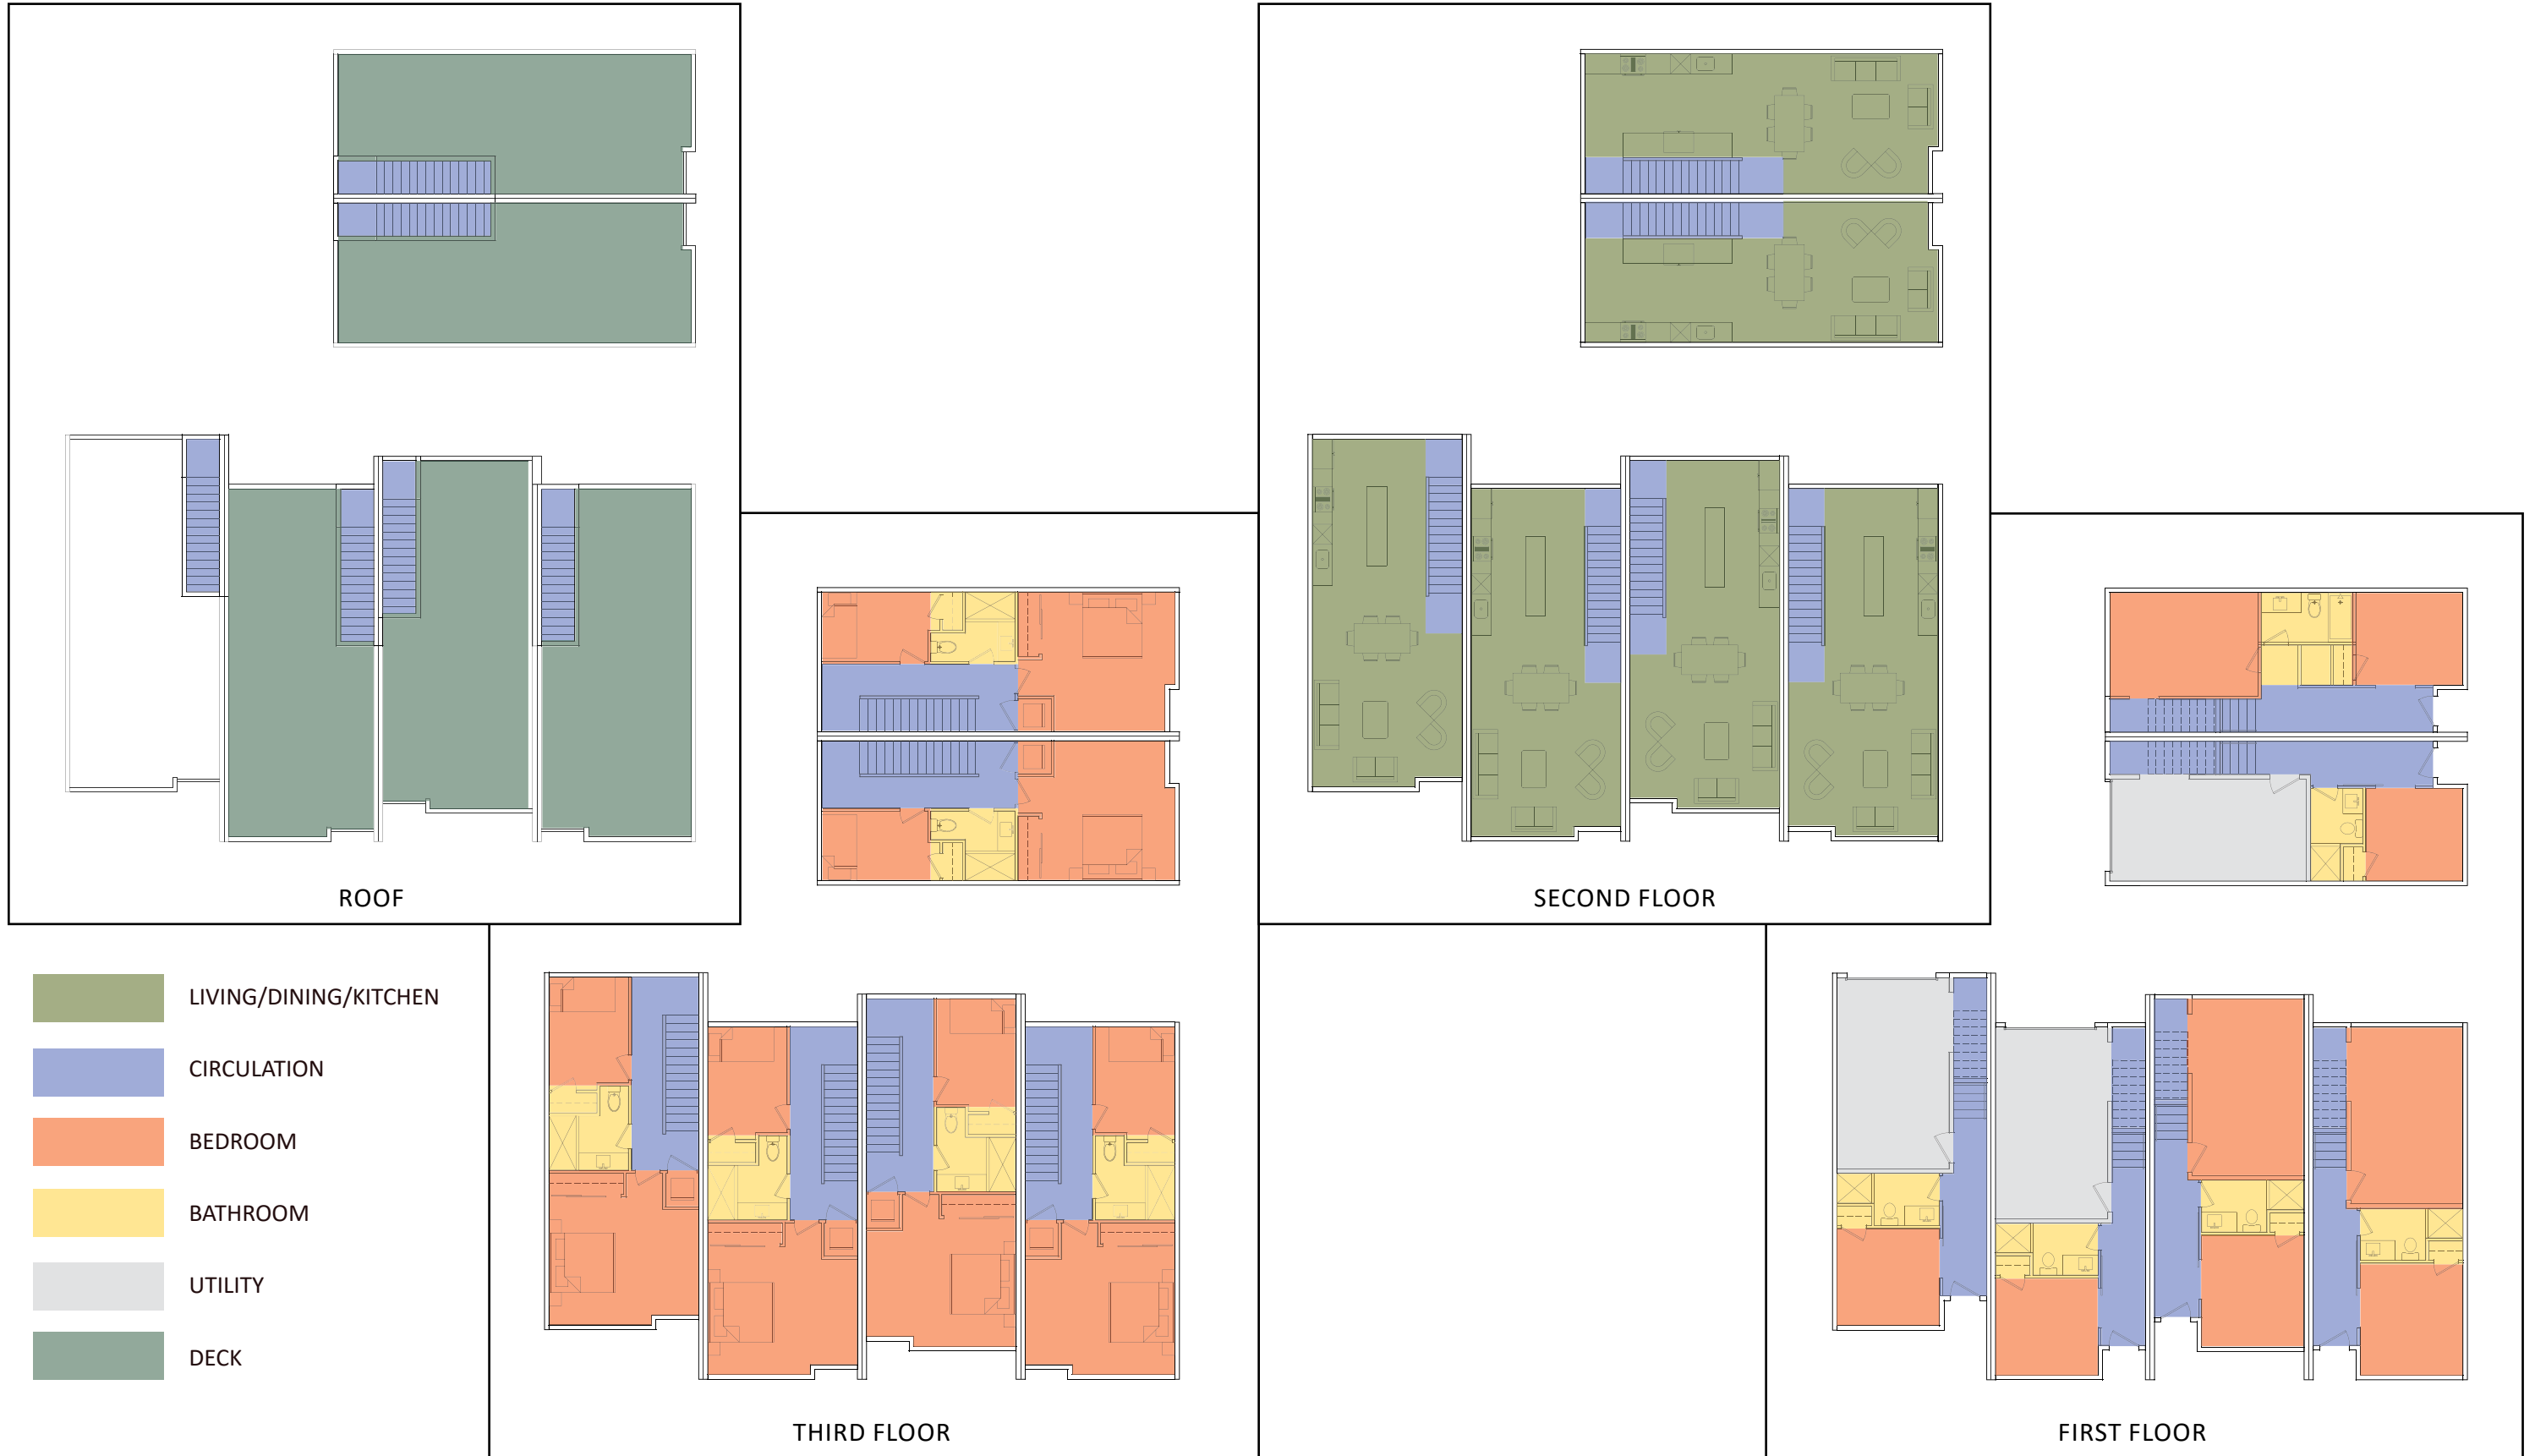 ROOF
SECOND FLOOR
LIVING/DINING/KITCHEN
CIRCULATION
BEDROOM
BATHROOM
UTILITY
DECK
THIRD FLOOR
FIRST FLOOR